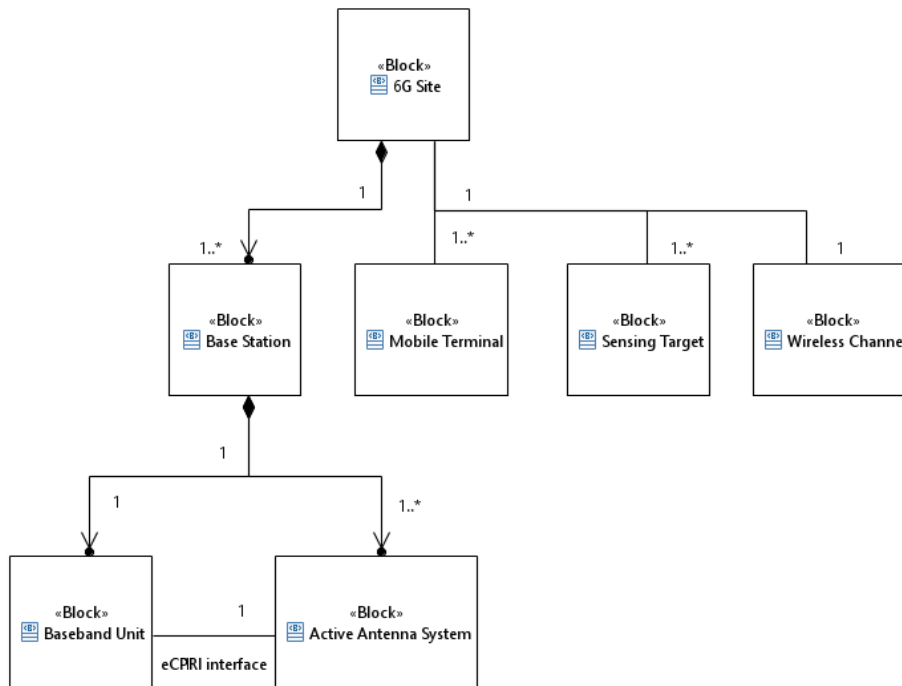 «Block»
6G Site
1
1
1..*
1..*
1..*
1
«Block»
Base Station
«Block»
Mobile Terminal
«Block»
Sensing Target
«Block»
Wireless Channe
1
1
1..*
«Block»
Baseband Unit
1
«Block»
Active Antenna System
eCPIRI interface